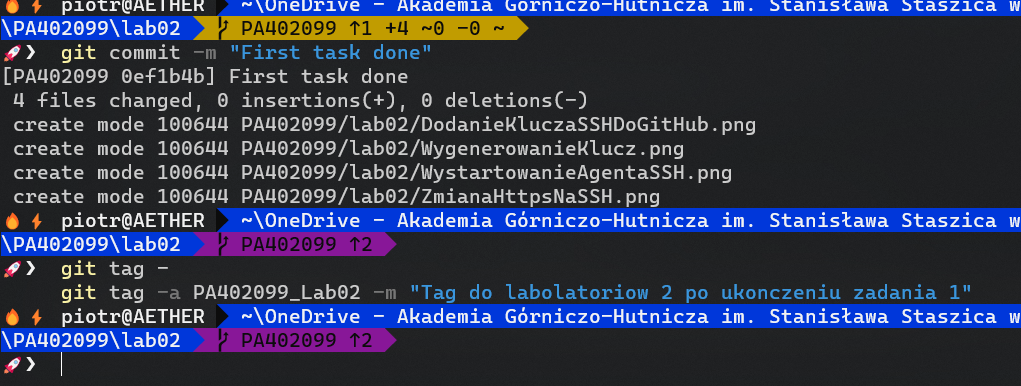 piotr@AETHER ~\OneDrive - Akademia Górniczo-Hutnicza im. Stanisława Staszica w
\PA402099\lab02 PA402099 ↑1 +4 ~0 -0 ~
❯ git commit -m "First task done"
[PA402099 0ef1b4b] First task done
4 files changed, 0 insertions(+), 0 deletions(-)
create mode 100644 PA402099/lab02/DodanieKluczaSSHDoGitHub.png
create mode 100644 PA402099/lab02/WygenerowanieKlucz.png
create mode 100644 PA402099/lab02/WystartowanieAgentaSSH.png
create mode 100644 PA402099/lab02/ZmianaHttpsNaSSH.png
piotr@AETHER ~\OneDrive - Akademia Górniczo-Hutnicza im. Stanisława Staszica w
\PA402099\lab02 PA402099 ↑2
❯ git tag -
git tag -a PA402099_Lab02 -m "Tag do labolatoriow 2 po ukonczeniu zadania 1"
piotr@AETHER ~\OneDrive - Akademia Górniczo-Hutnicza im. Stanisława Staszica w
\PA402099\lab02 PA402099 ↑2
❯